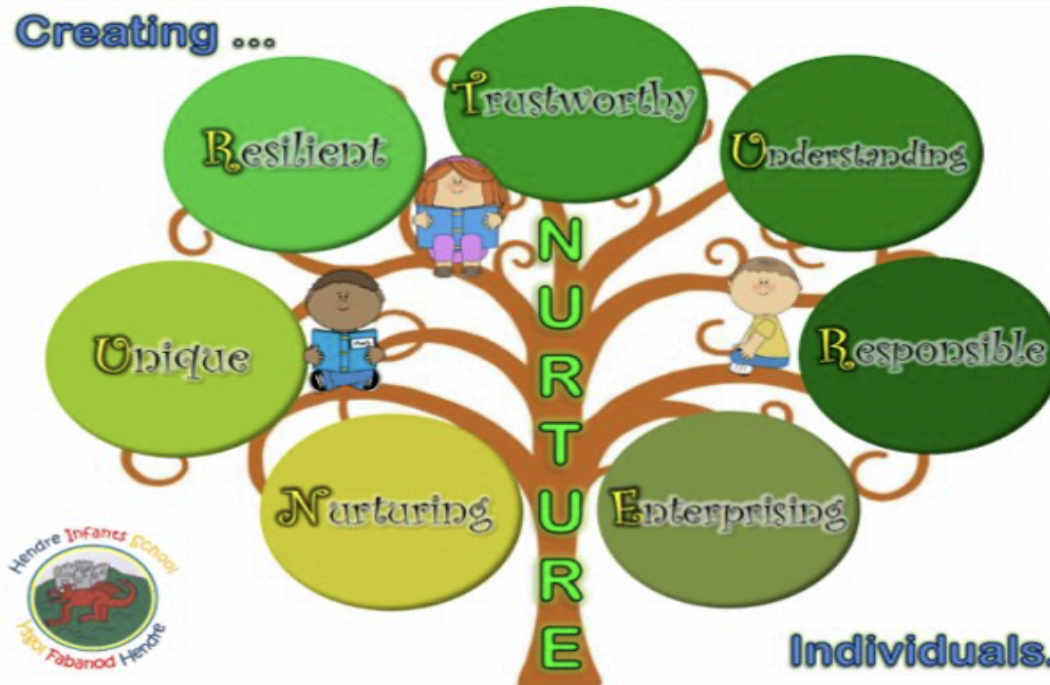 Creating ...
Trustworthy
Resilient
Understanding
Unique
Responsible
Nurturing
Enterprising
NURTURE
Hendre Infants School
Ysgol Fabanod Hendre
Individuals.